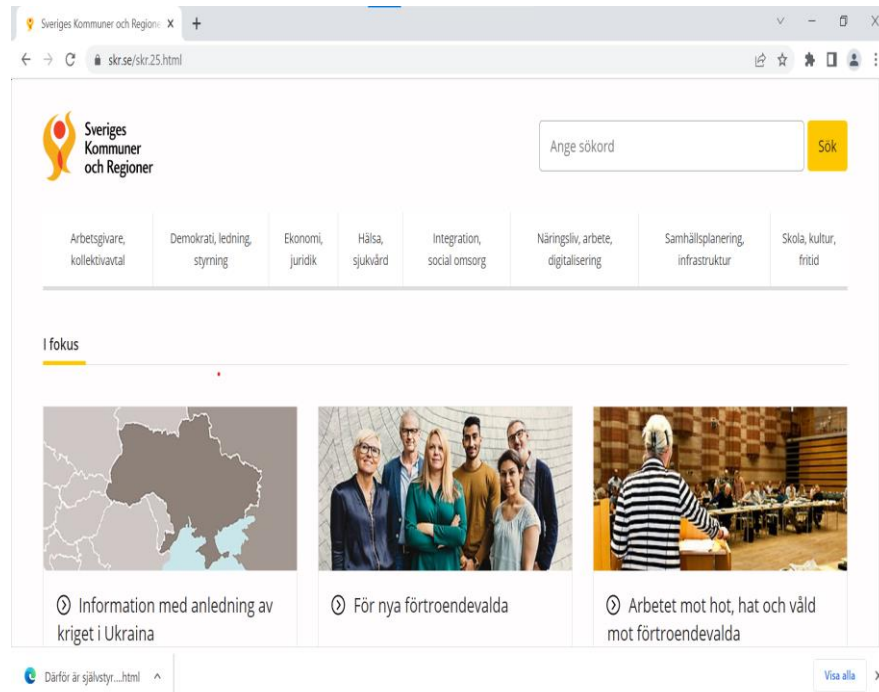 Sveriges Kommuner och Regione
skr.se/skr.25.html
Sveriges
Kommuner
och Regioner
Ange sökord
Sök
Arbetsgivare,
kollektivavtal
Demokrati, ledning,
styrning
Ekonomi,
juridik
Hälsa,
sjukvård
Integration,
social omsorg
Näringsliv, arbete,
digitalisering
Samhällsplanering,
infrastruktur
Skola, kultur,
fritid
I fokus
Information med anledning av
kriget i Ukraina
För nya förtroendevalda
Arbetet mot hot, hat och våld
mot förtroendevalda
Därför är självstyr....html
Visa alla